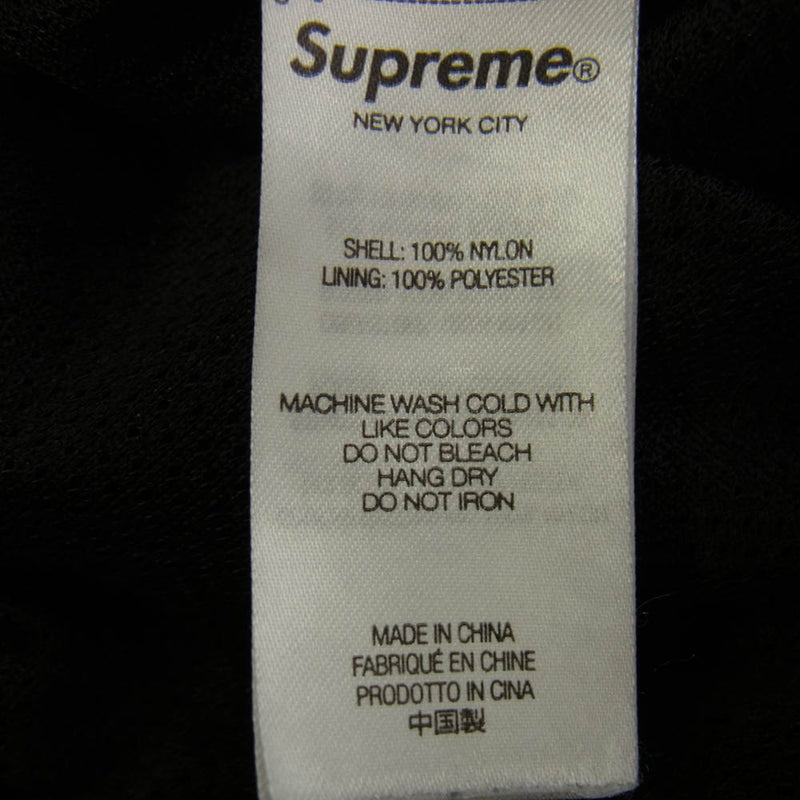 Supreme®
NEW YORK CITY
SHELL: 100% NYLON
LINING: 100% POLYESTER
MACHINE WASH COLD WITH
LIKE COLORS
DO NOT BLEACH
HANG DRY
DO NOT IRON
MADE IN CHINA
FABRIQUÉ EN CHINE
PRODOTTO IN CINA
中国製